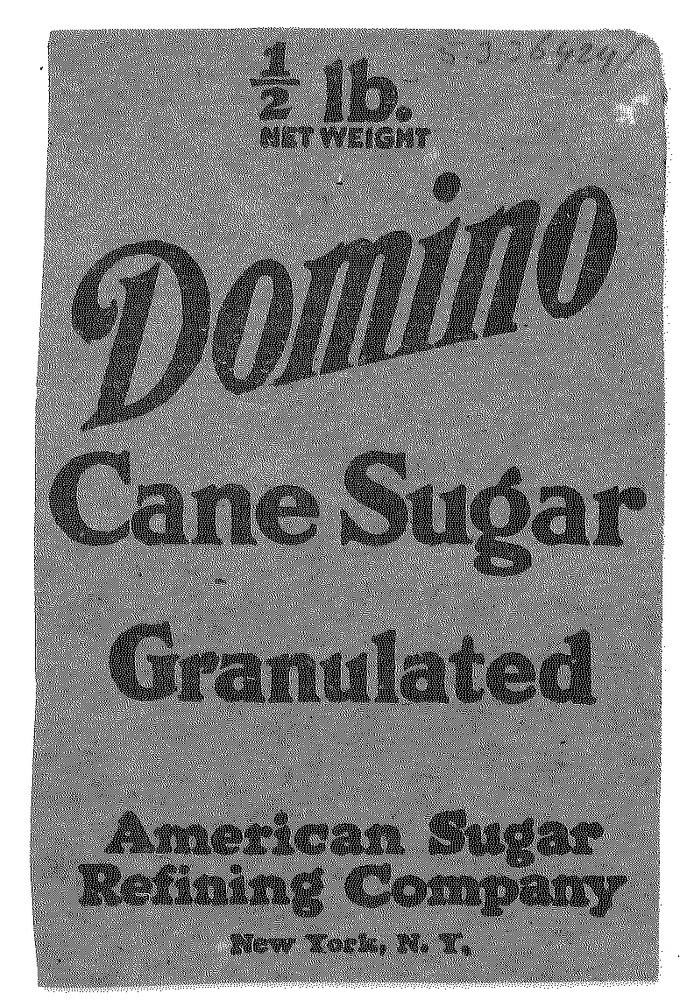 ½ lb.
NET WEIGHT
Domino
Cane Sugar
Granulated
American Sugar
Refining Company
New York, N. Y.